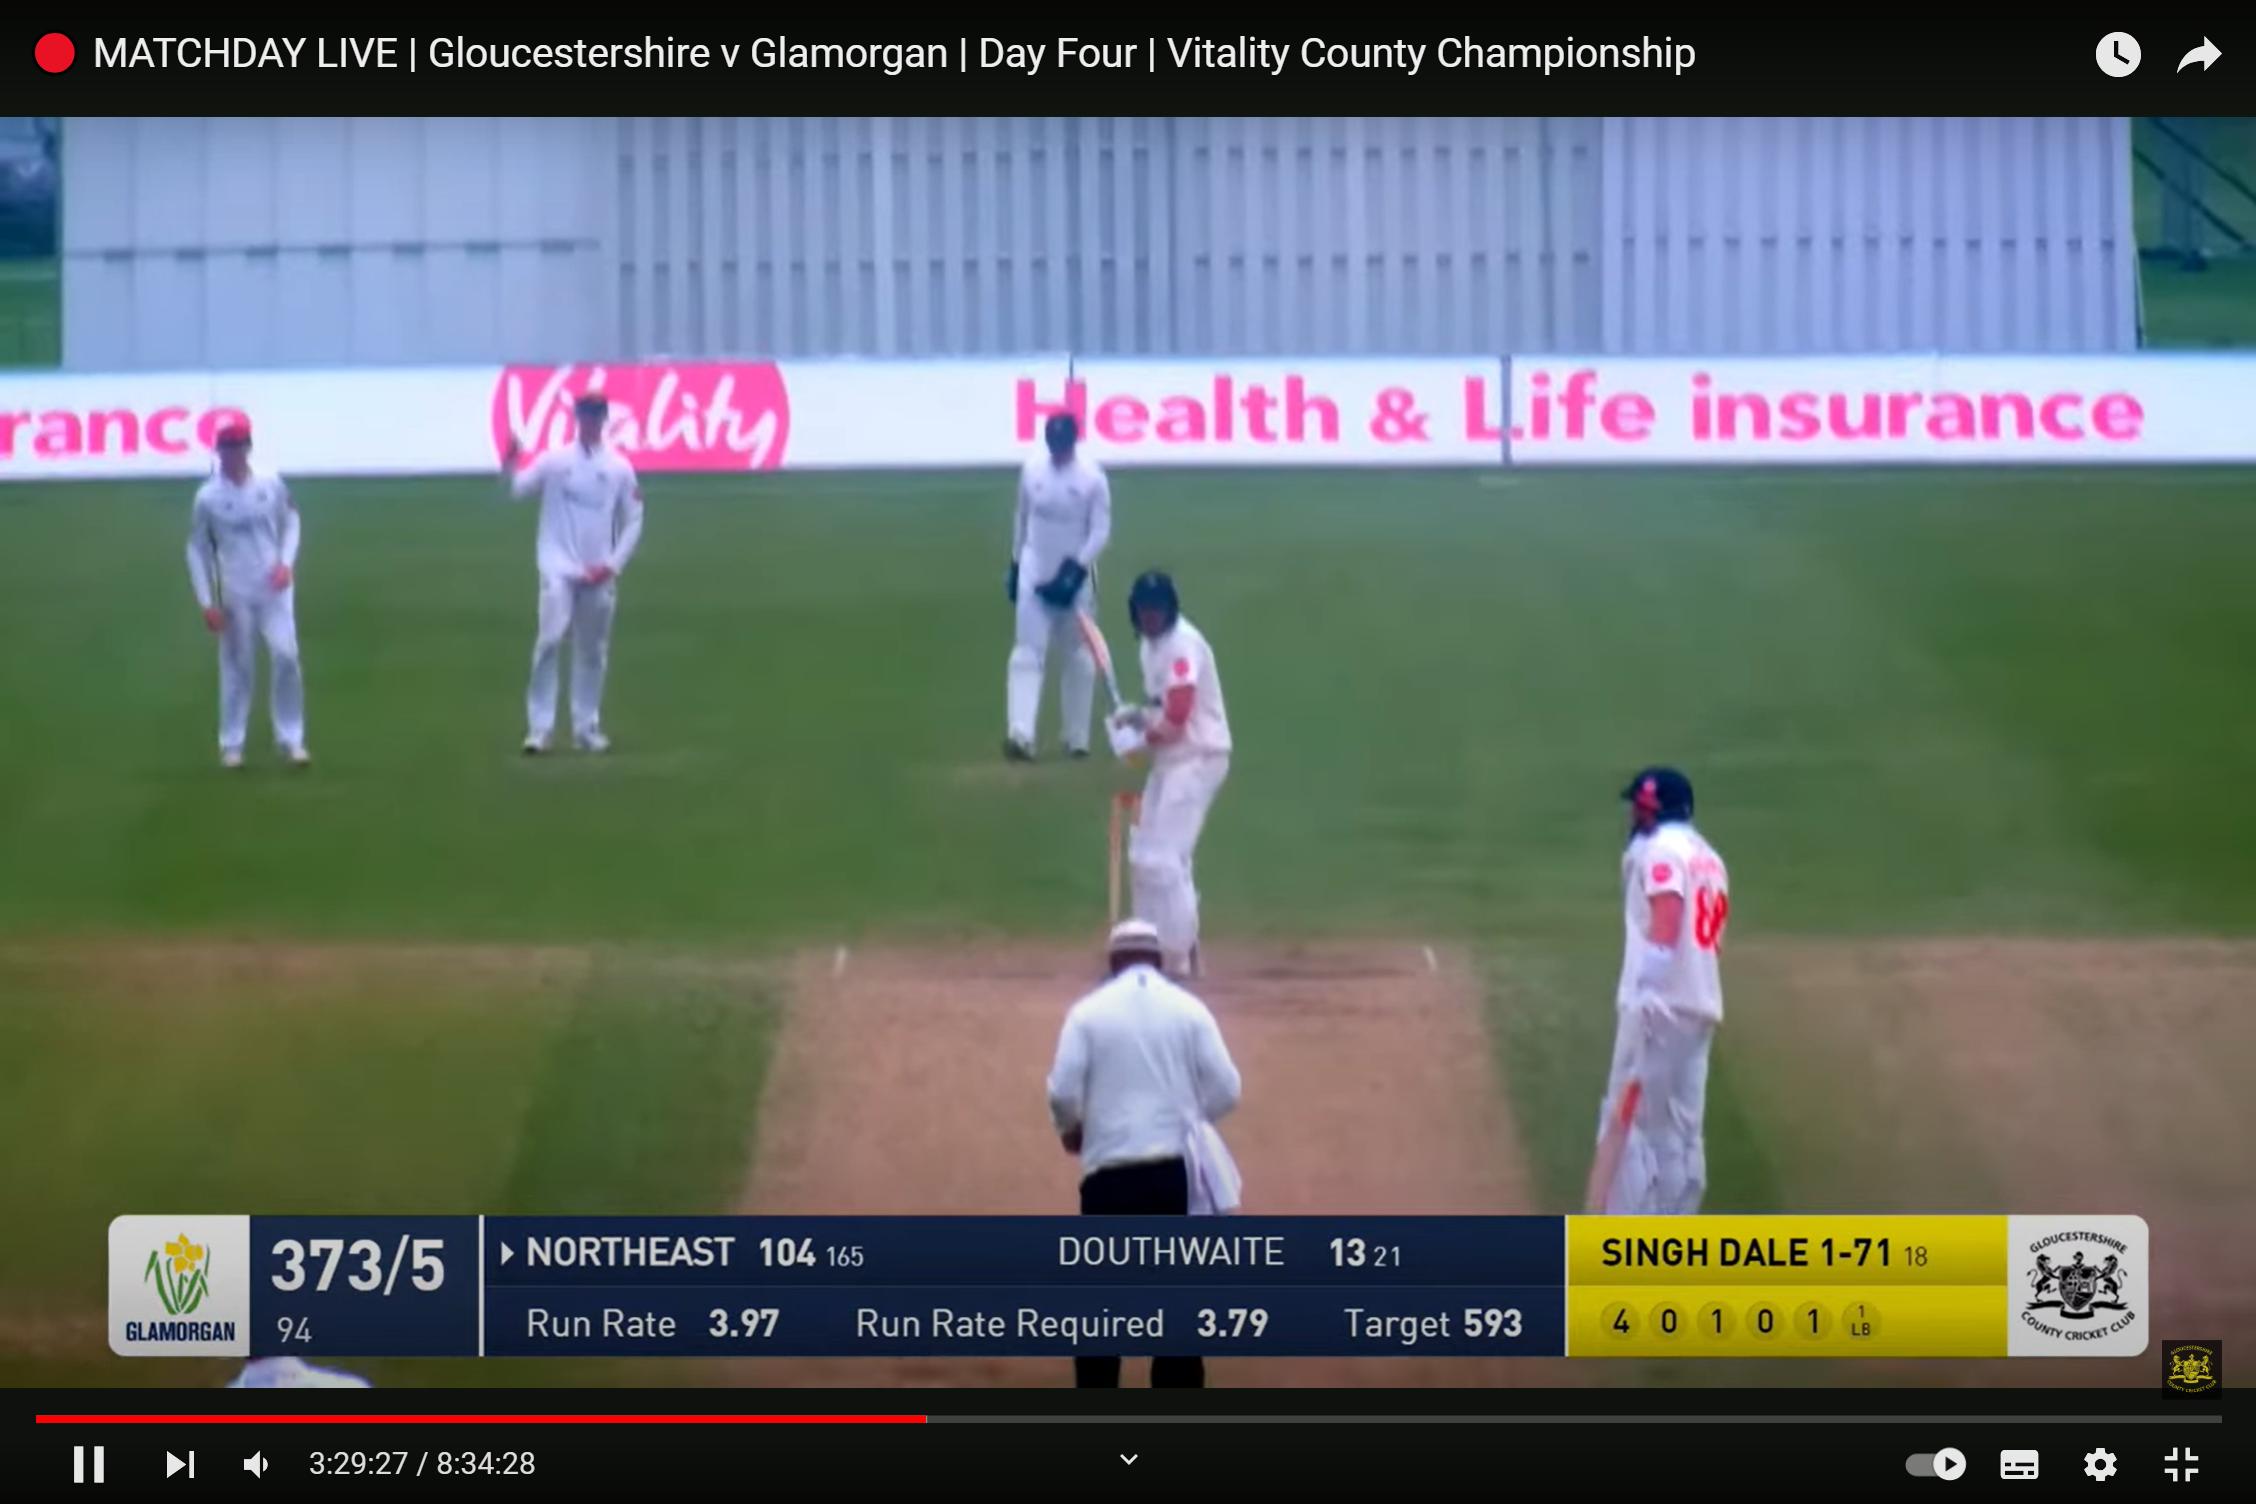 MATCHDAY LIVE | Gloucestershire v Glamorgan | Day Four | Vitality County Championship
rance
Vitality
Health & Life insurance
GLAMORGAN
373/5
94
NORTHEAST 104 165
DOUTHWAITE 13 21
Run Rate 3.97
Run Rate Required 3.79
Target 593
SINGH DALE 1-71 18
4 0 1 0 1 1 LB
GLOUCESTERSHIRE
COUNTY CRICKET CLUB
3:29:27 / 8:34:28